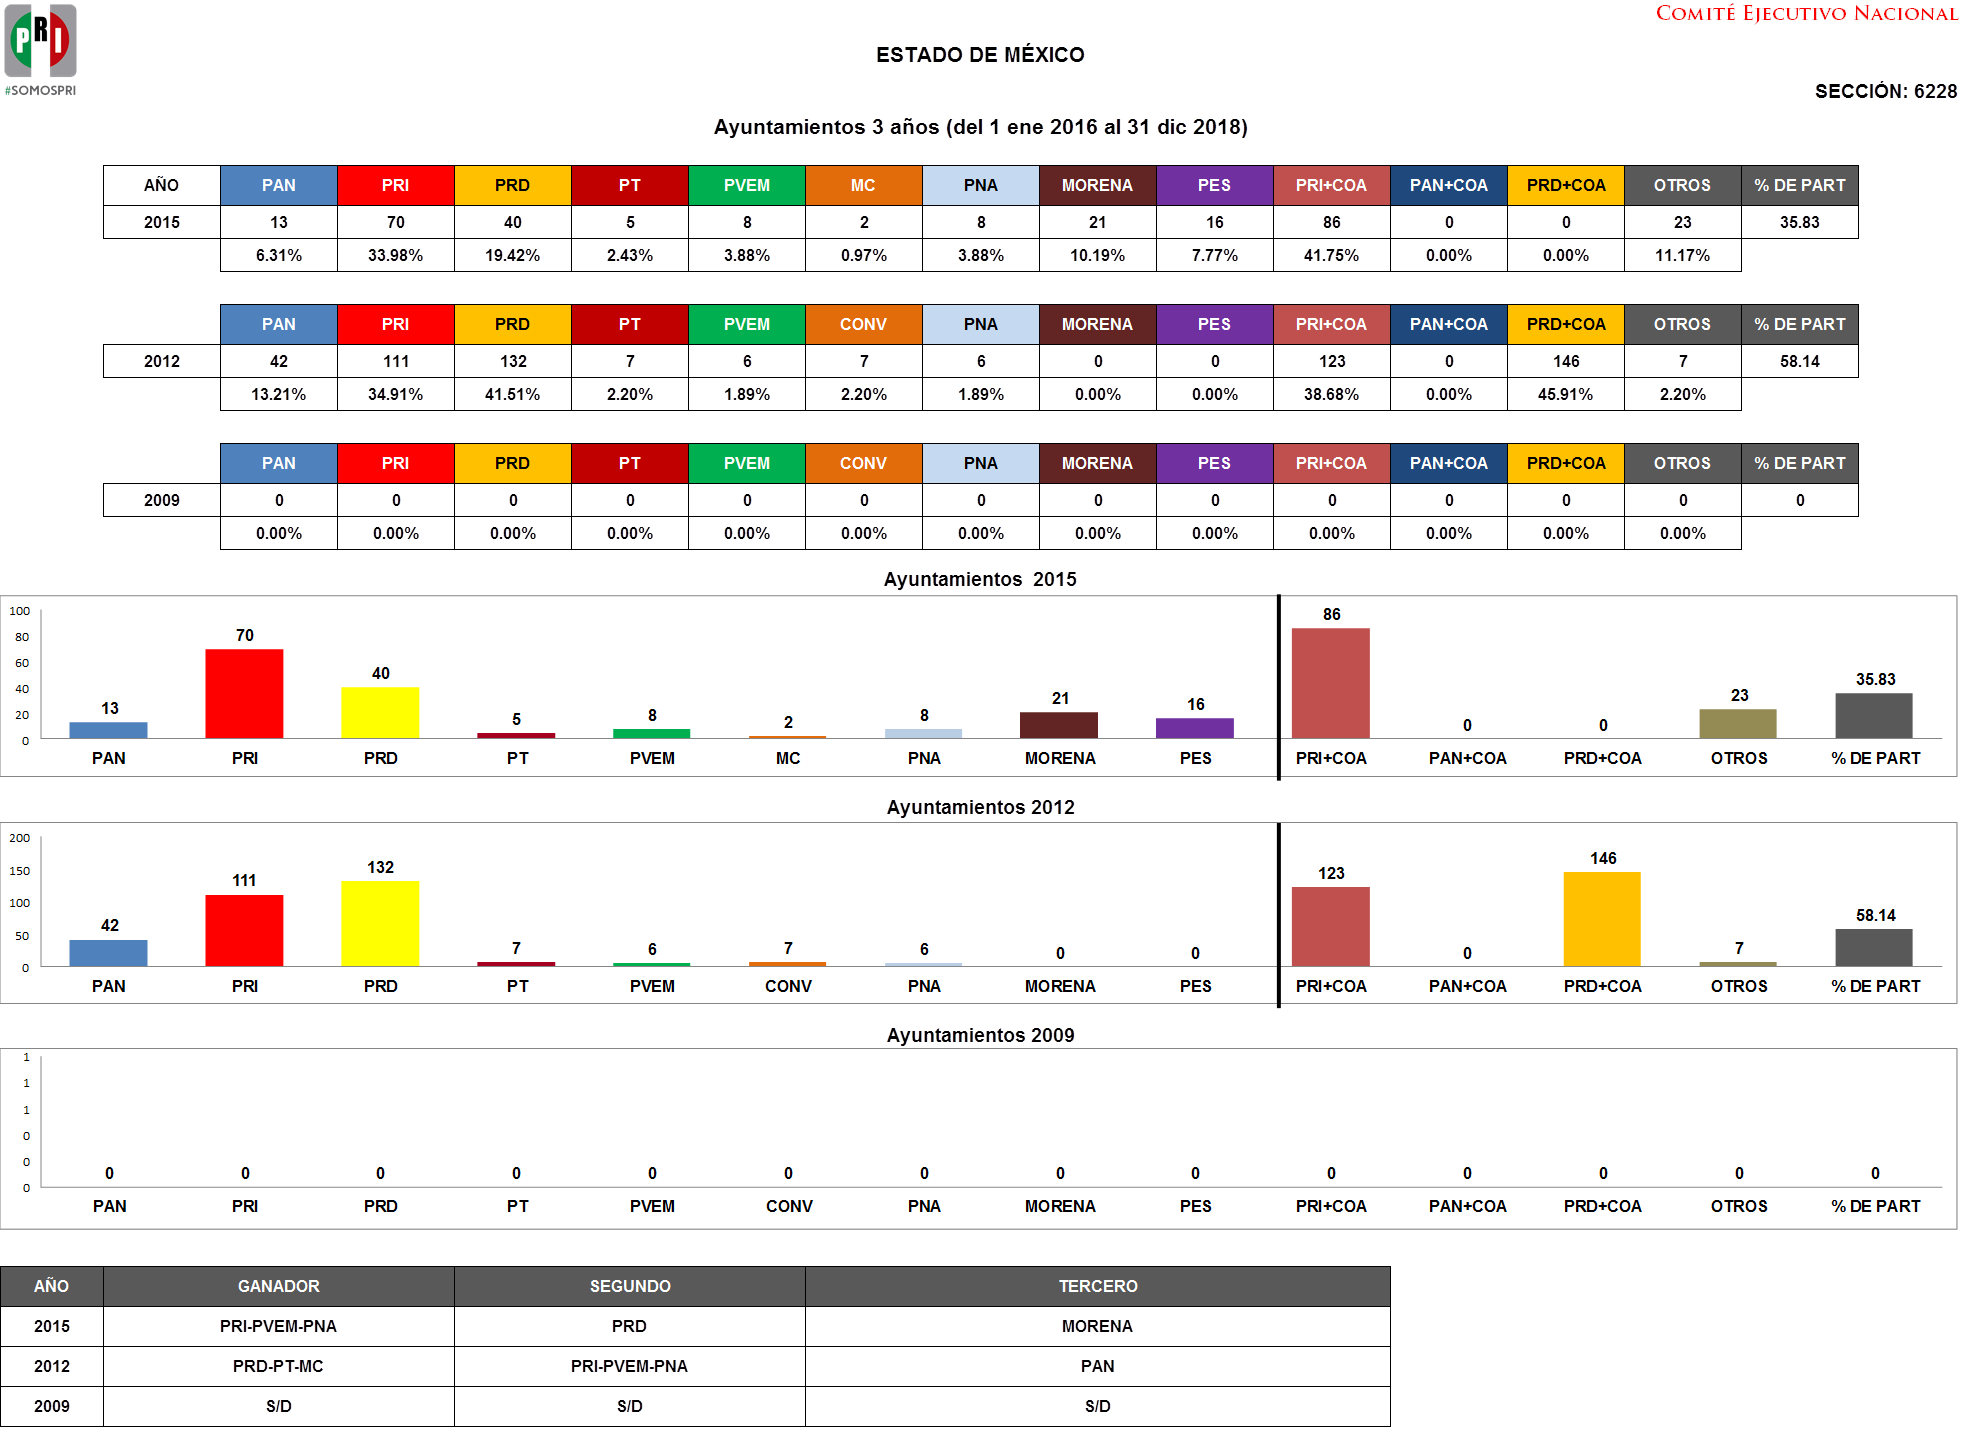 PRI
#SOMOSPRI
COMITÉ EJECUTIVO NACIONAL
ESTADO DE MÉXICO
SECCIÓN: 6228
Ayuntamientos 3 años (del 1 ene 2016 al 31 dic 2018)
AÑO PAN PRI PRD PT PVEM MC PNA MORENA PES PRI+COA PAN+COA PRD+COA OTROS % DE PART
2015 13 70 40 5 8 2 8 21 16 86 0 0 23 35.83
6.31% 33.98% 19.42% 2.43% 3.88% 0.97% 3.88% 10.19% 7.77% 41.75% 0.00% 0.00% 11.17%
PAN PRI PRD PT PVEM CONV PNA MORENA PES PRI+COA PAN+COA PRD+COA OTROS % DE PART
2012 42 111 132 7 6 7 6 0 0 123 0 146 7 58.14
13.21% 34.91% 41.51% 2.20% 1.89% 2.20% 1.89% 0.00% 0.00% 38.68% 0.00% 45.91% 2.20%
PAN PRI PRD PT PVEM CONV PNA MORENA PES PRI+COA PAN+COA PRD+COA OTROS % DE PART
2009 0 0 0 0 0 0 0 0 0 0 0 0 0 0
0.00% 0.00% 0.00% 0.00% 0.00% 0.00% 0.00% 0.00% 0.00% 0.00% 0.00% 0.00% 0.00%
Ayuntamientos 2015
100
80
60
40
20
0
13 70 40 5 8 2 8 21 16 86 0 0 23 35.83
PAN PRI PRD PT PVEM MC PNA MORENA PES PRI+COA PAN+COA PRD+COA OTROS % DE PART
Ayuntamientos 2012
200
150
100
50
0
42 111 132 7 6 7 6 0 0 123 0 146 7 58.14
PAN PRI PRD PT PVEM CONV PNA MORENA PES PRI+COA PAN+COA PRD+COA OTROS % DE PART
Ayuntamientos 2009
1
1
1
0
0
0
0 0 0 0 0 0 0 0 0 0 0 0 0 0
PAN PRI PRD PT PVEM CONV PNA MORENA PES PRI+COA PAN+COA PRD+COA OTROS % DE PART
AÑO GANADOR SEGUNDO TERCERO
2015 PRI-PVEM-PNA PRD MORENA
2012 PRD-PT-MC PRI-PVEM-PNA PAN
2009 S/D S/D S/D